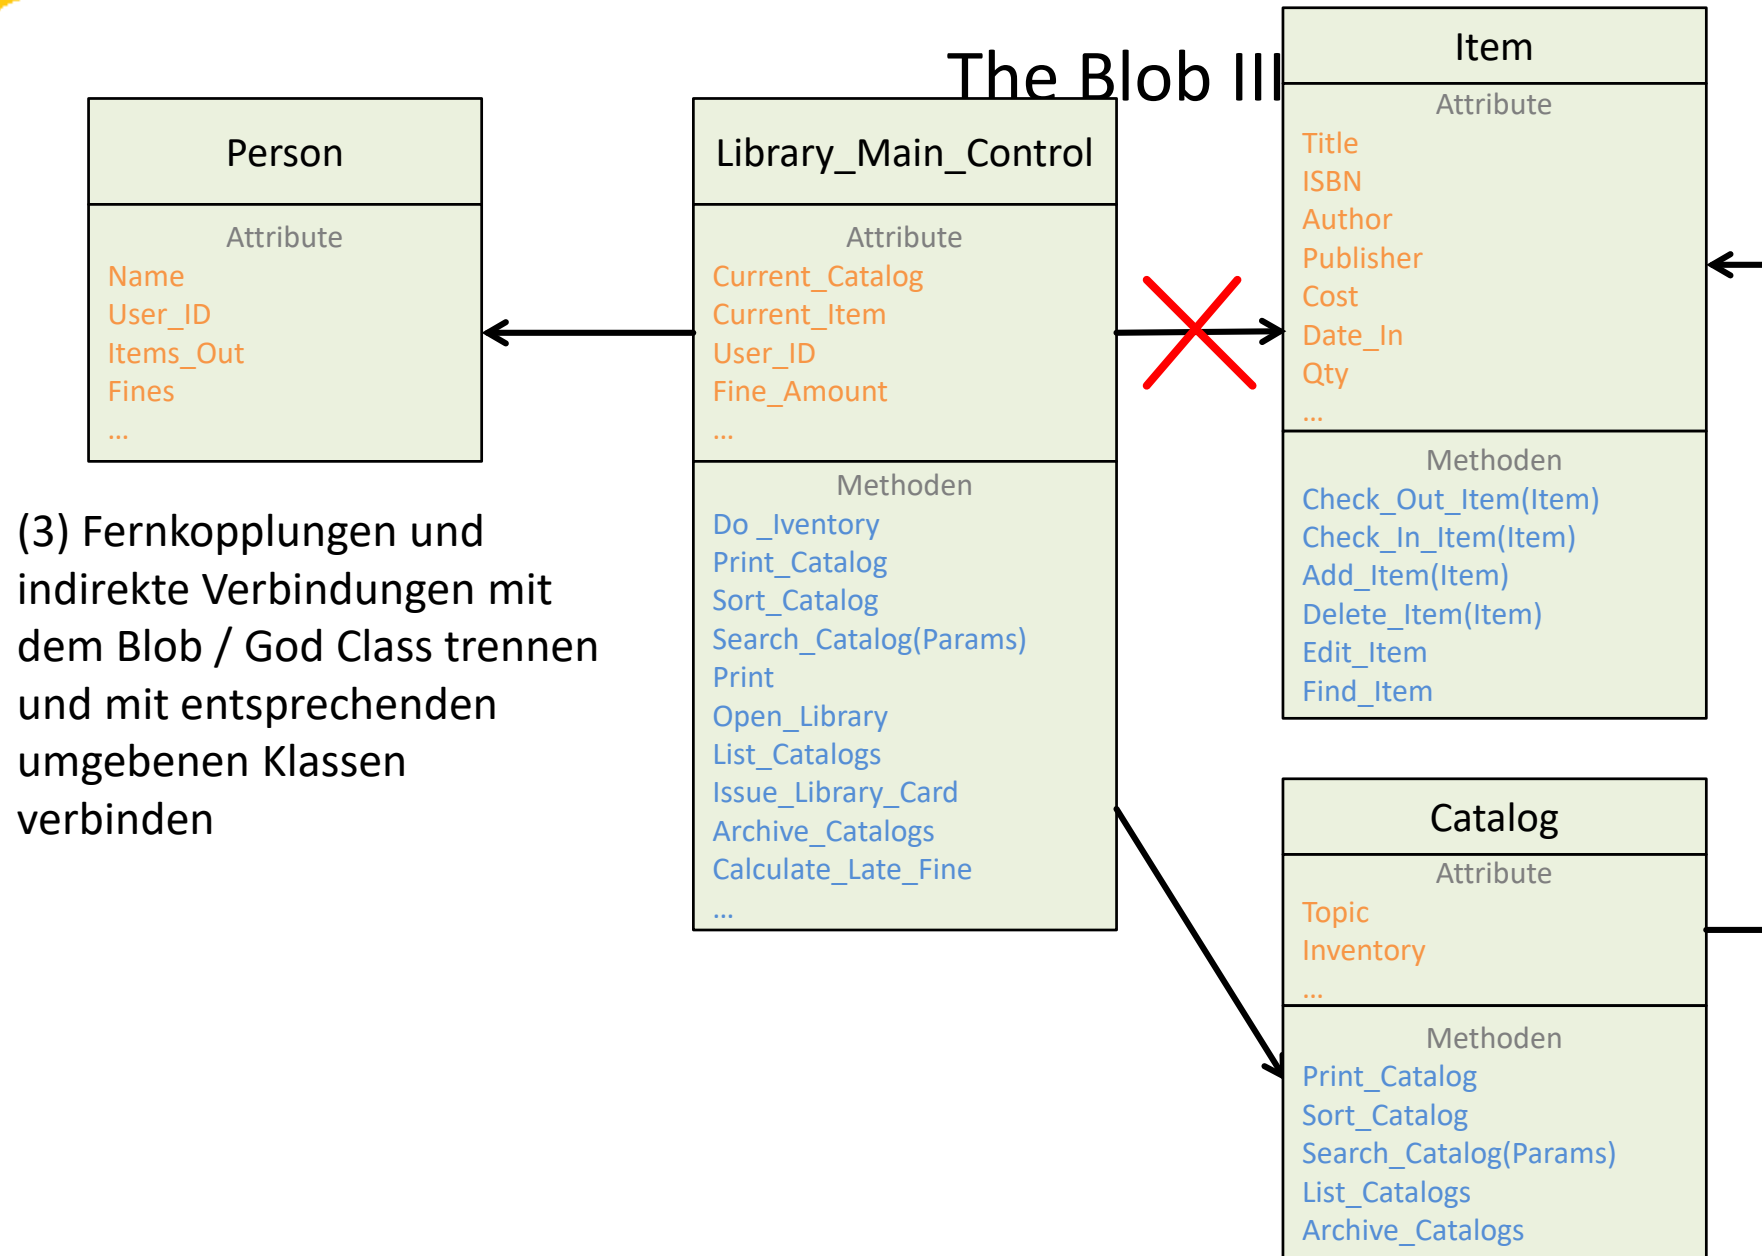 The Blob III
Person
Attribute
Name
User_ID
Items_Out
Fines
...
(3) Fernkopplungen und
indirekte Verbindungen mit
dem Blob / God Class trennen
und mit entsprechenden
umgebenen Klassen
verbinden
Library_Main_Control
Attribute
Current_Catalog
Current_Item
User_ID
Fine_Amount
...
Methoden
Do _Iventory
Print_Catalog
Sort_Catalog
Search_Catalog(Params)
Print
Open_Library
List_Catalogs
Issue_Library_Card
Archive_Catalogs
Calculate_Late_Fine
...
Item
Attribute
Title
ISBN
Author
Publisher
Cost
Date_In
Qty
...
Methoden
Check_Out_Item(Item)
Check_In_Item(Item)
Add_Item(Item)
Delete_Item(Item)
Edit_Item
Find_Item
Catalog
Attribute
Topic
Inventory
...
Methoden
Print_Catalog
Sort_Catalog
Search_Catalog(Params)
List_Catalogs
Archive_Catalogs